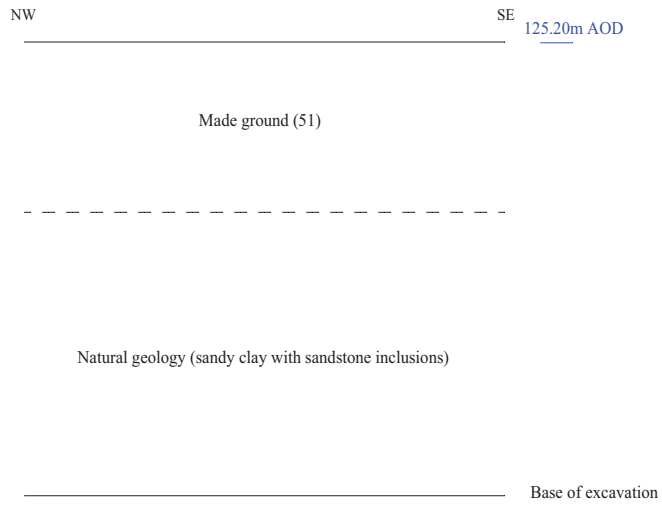 NW
SE
125.20m AOD
Made ground (51)
Natural geology (sandy clay with sandstone inclusions)
Base of excavation